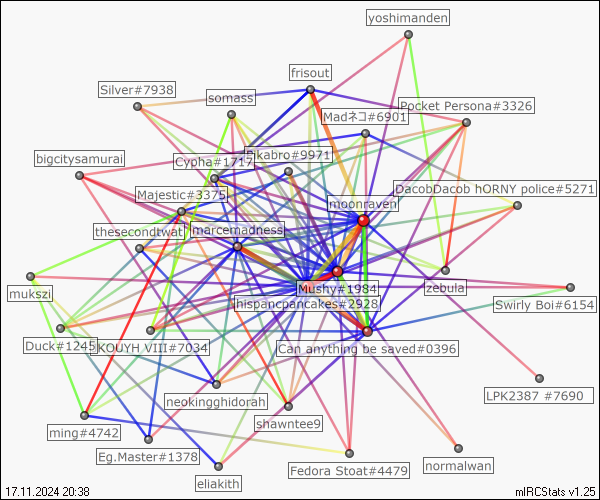 yoshimanden
frisout
Silver#7938
somass
Pocket Persona#3326
Madネコ#6901
bigcitysamurai
Cypha#1717
pikabro#9971
Majestic#3375
DacobDacob hORNY police#5271
moonraven
thesecondtwat
marcemadness
mukszi
Mushy#1984
zebula
hispancpancakes#2928
Swirly Boi#6154
Duck#1245
KOUYH VIII#7034
Can anything be saved#0396
LPK2387 #7690
neokingghidorah
shawntee9
ming#4742
Eg.Master#1378
Fedora Stoat#4479
normalwan
eliakith
17.11.2024 20:38
mIRCStats v1.25